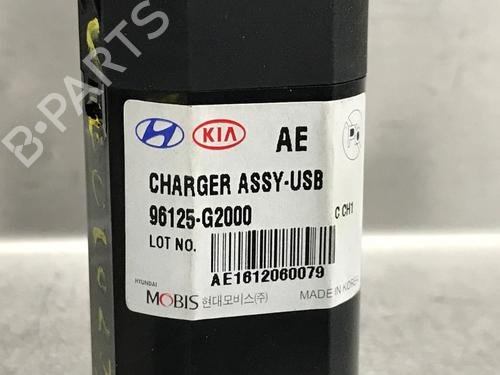 B-PARTS
KIA
AE
CHARGER ASSY-USB
96125-G2000
C CH1
LOT NO.
AE1612060079
HYUNDAI
MOBIS 현대모비스(주)
MADE IN KOREA